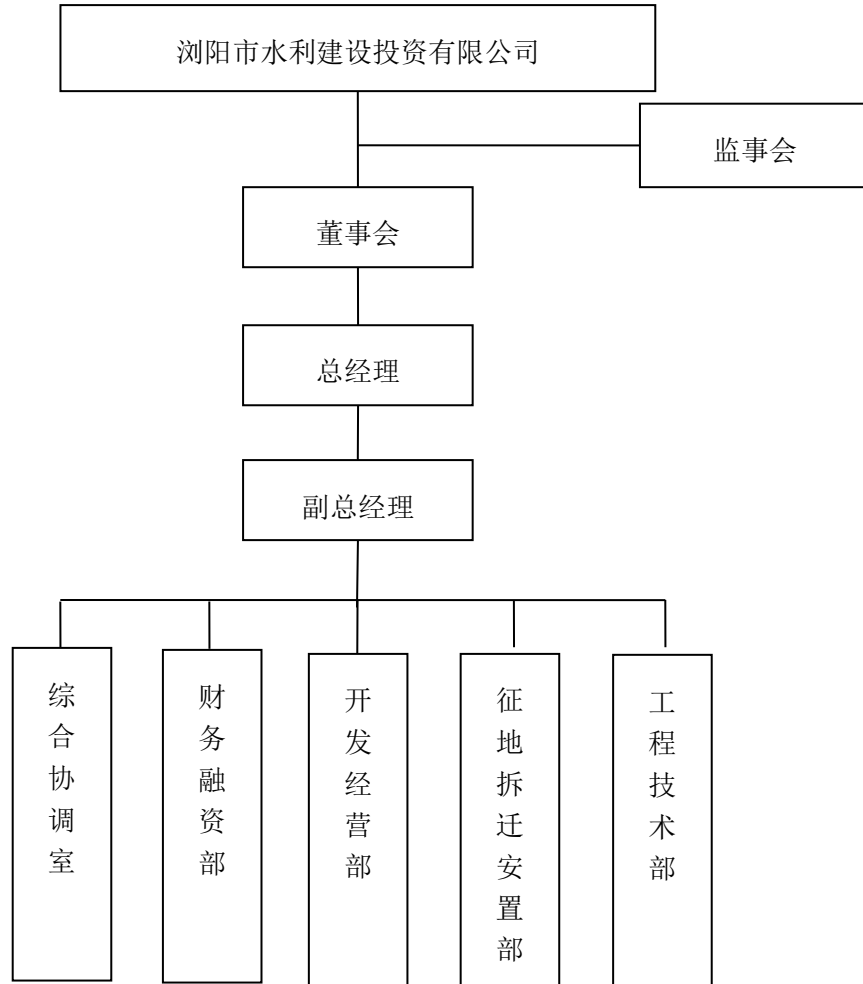 浏阳市水利建设投资有限公司
监事会
董事会
总经理
副总经理
综合协调室
财务融资部
开发经营部
征地拆迁安置部
工程技术部